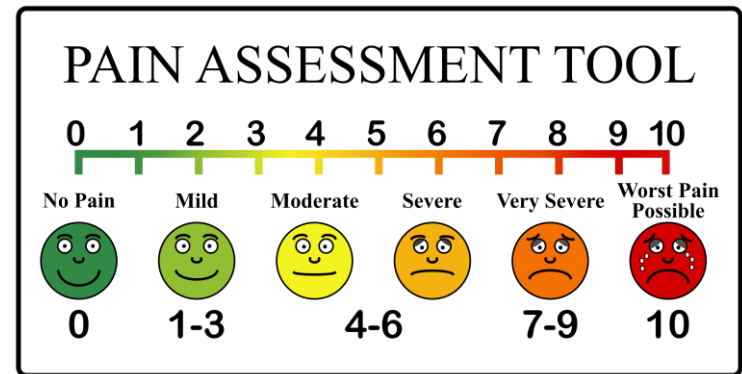 PAIN ASSESSMENT TOOL
0 1 2 3 4 5 6 7 8 9 10
No Pain Mild Moderate Severe Very Severe Worst Pain
Possible
0 1-3 4-6 7-9 10